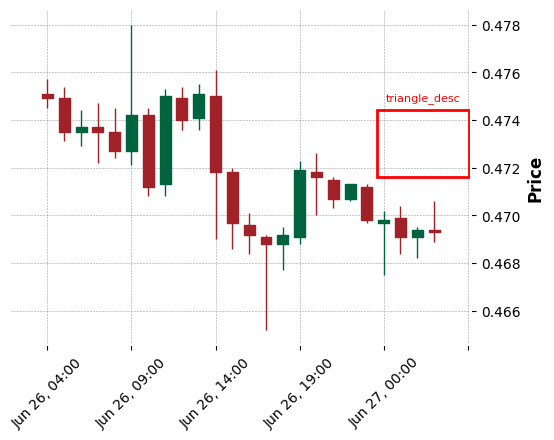 0.478
0.476
triangle_desc
0.474
0.472
0.470
0.468
0.466
Price
Jun 26, 04:00
Jun 26, 09:00
Jun 26, 14:00
Jun 26, 19:00
Jun 27, 00:00